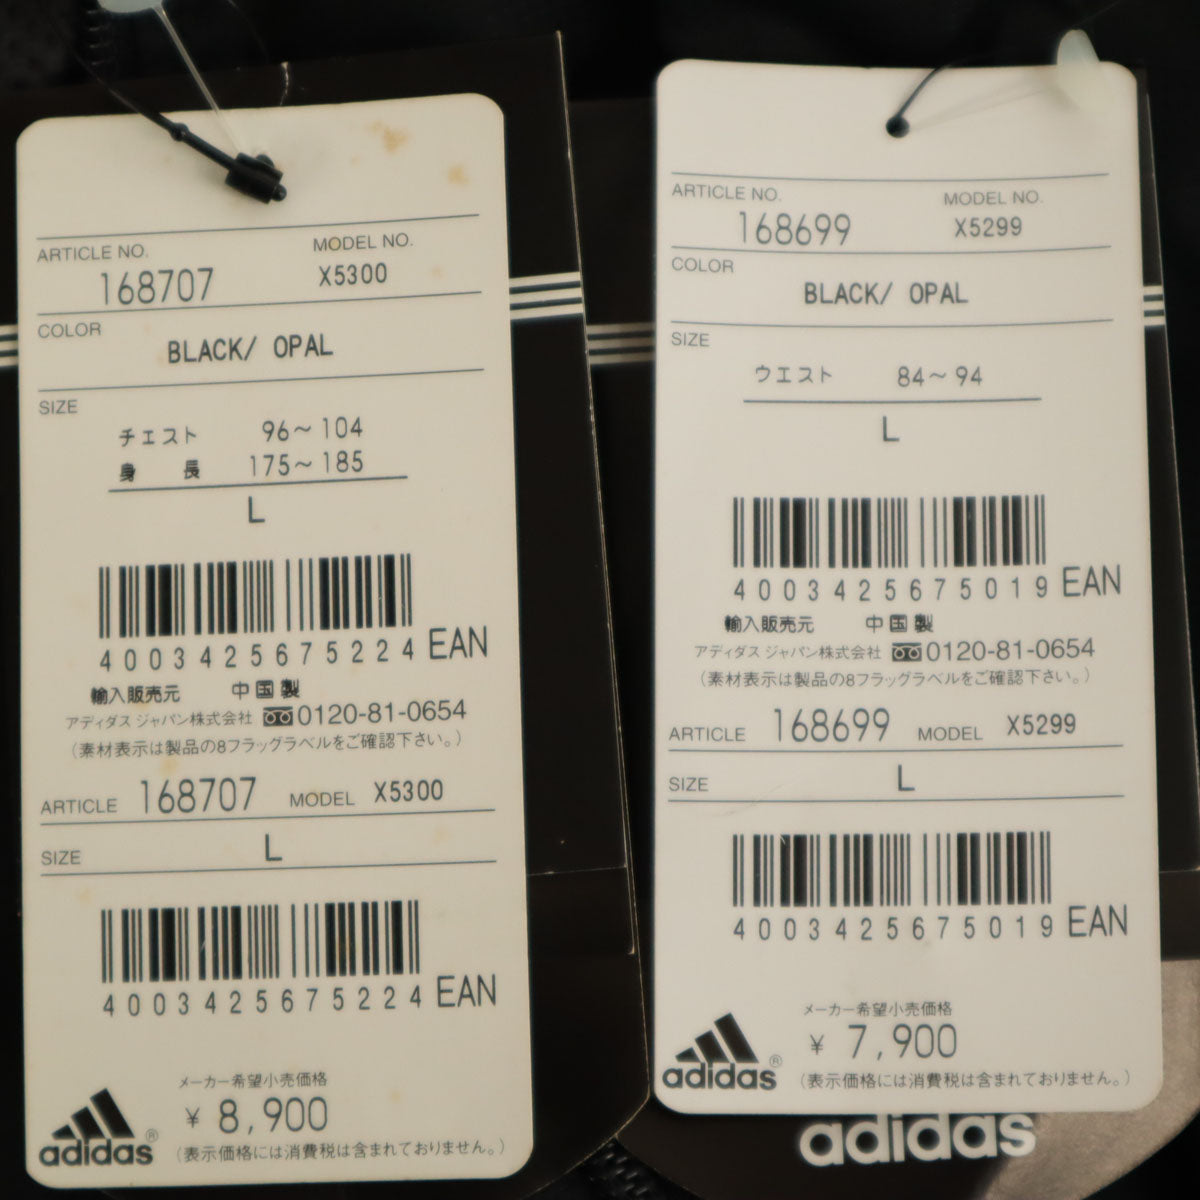 ARTICLE NO. MODEL NO.
168707 X5300
COLOR
BLACK/ OPAL
SIZE
チェスト 96～104
身長 175～185
L
4003425675224 EAN
輸入販売元 中国製
アディダス ジャパン株式会社 0120-81-0654
(素材表示は製品の8フラッグラベルをご確認下さい。)
ARTICLE 168707 MODEL X5300
SIZE L
4003425675224 EAN
メーカー希望小売価格
¥ 8,900
adidas® (表示価格には消費税は含まれておりません。)
ARTICLE NO. MODEL NO.
168699 X5299
COLOR
BLACK/ OPAL
SIZE
ウエスト 84～94
L
4003425675019 EAN
輸入販売元 中国製
アディダス ジャパン株式会社 0120-81-0654
(素材表示は製品の8フラッグラベルをご確認下さい。)
ARTICLE 168699 MODEL X5299
SIZE L
4003425675019 EAN
メーカー希望小売価格
¥ 7,900
adidas® (表示価格には消費税は含まれておりません。)
adidas